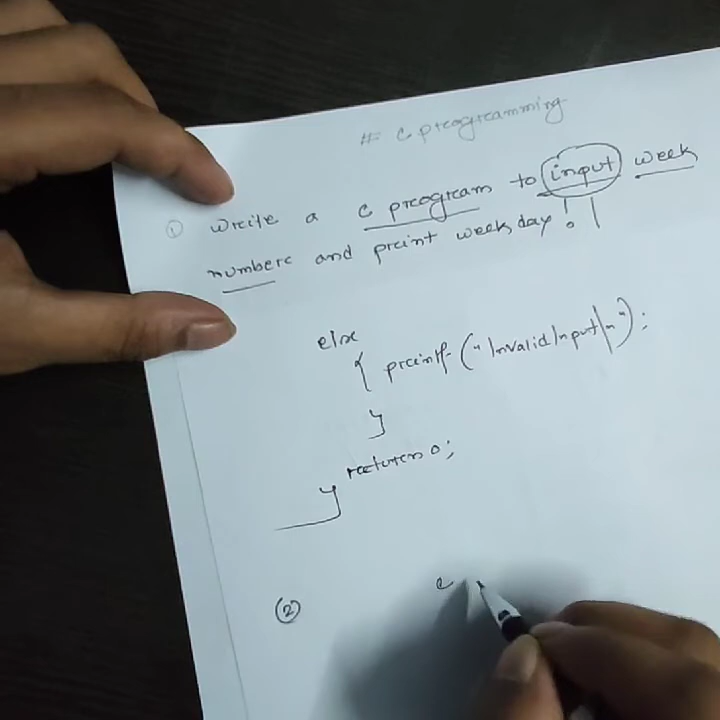 # C programming
① Write a C program to input week
number and print week day!
else
{ printf ("Invalid Input\n");
}
return 0;
}
②
c